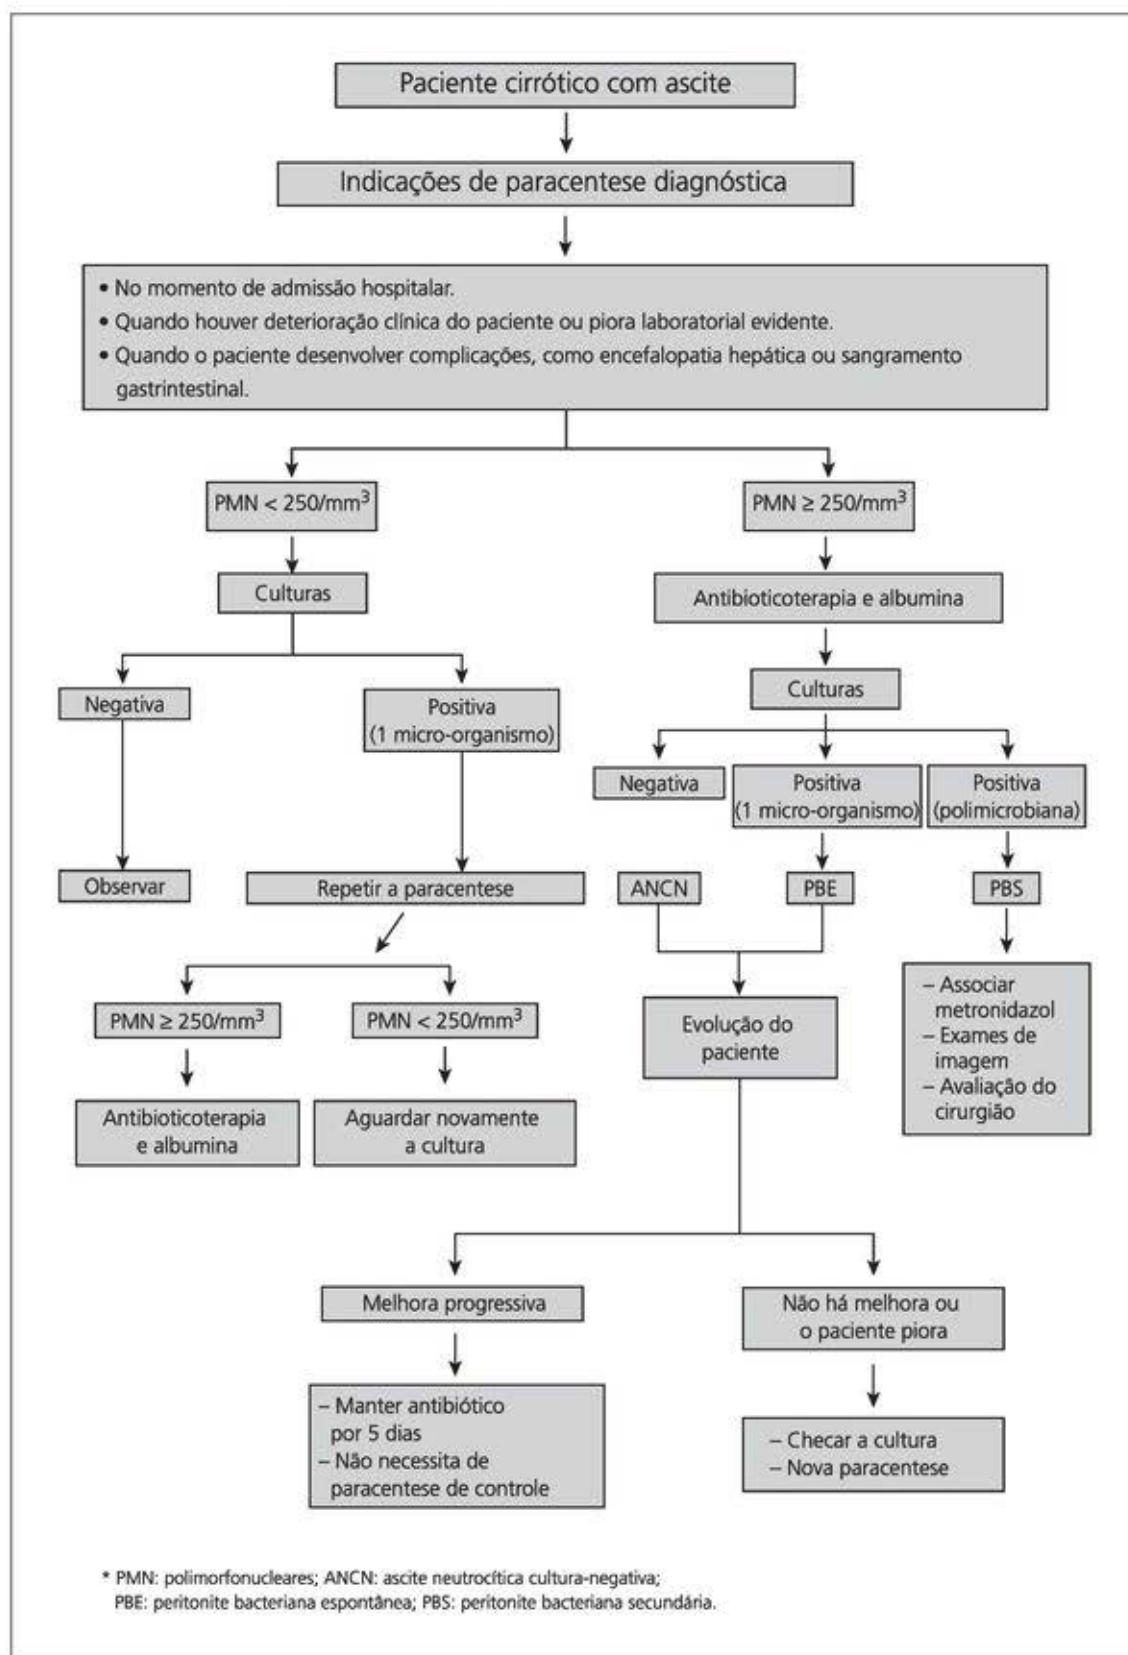 Paciente cirrótico com ascite
Indicações de paracentese diagnóstica
• No momento de admissão hospitalar.
• Quando houver deterioração clínica do paciente ou piora laboratorial evidente.
• Quando o paciente desenvolver complicações, como encefalopatia hepática ou sangramento
gastrintestinal.
PMN < 250/mm³
PMN ≥ 250/mm³
Culturas
Antibioticoterapia e albumina
Culturas
Negativa
Positiva
(1 micro-organismo)
Negativa
Positiva
(1 micro-organismo)
Positiva
(polimicrobiana)
Observar
Repetir a paracentese
ANCN
PBE
PBS
PMN ≥ 250/mm³
PMN < 250/mm³
Evolução do
paciente
– Associar
metronidazol
– Exames de
imagem
– Avaliação do
cirurgião
Antibioticoterapia
e albumina
Aguardar novamente
a cultura
Melhora progressiva
Não há melhora ou
o paciente piora
– Manter antibiótico
por 5 dias
– Não necessita de
paracentese de controle
– Checar a cultura
– Nova paracentese
* PMN: polimorfonucleares; ANCN: ascite neutrocítica cultura-negativa;
PBE: peritonite bacteriana espontânea; PBS: peritonite bacteriana secundária.